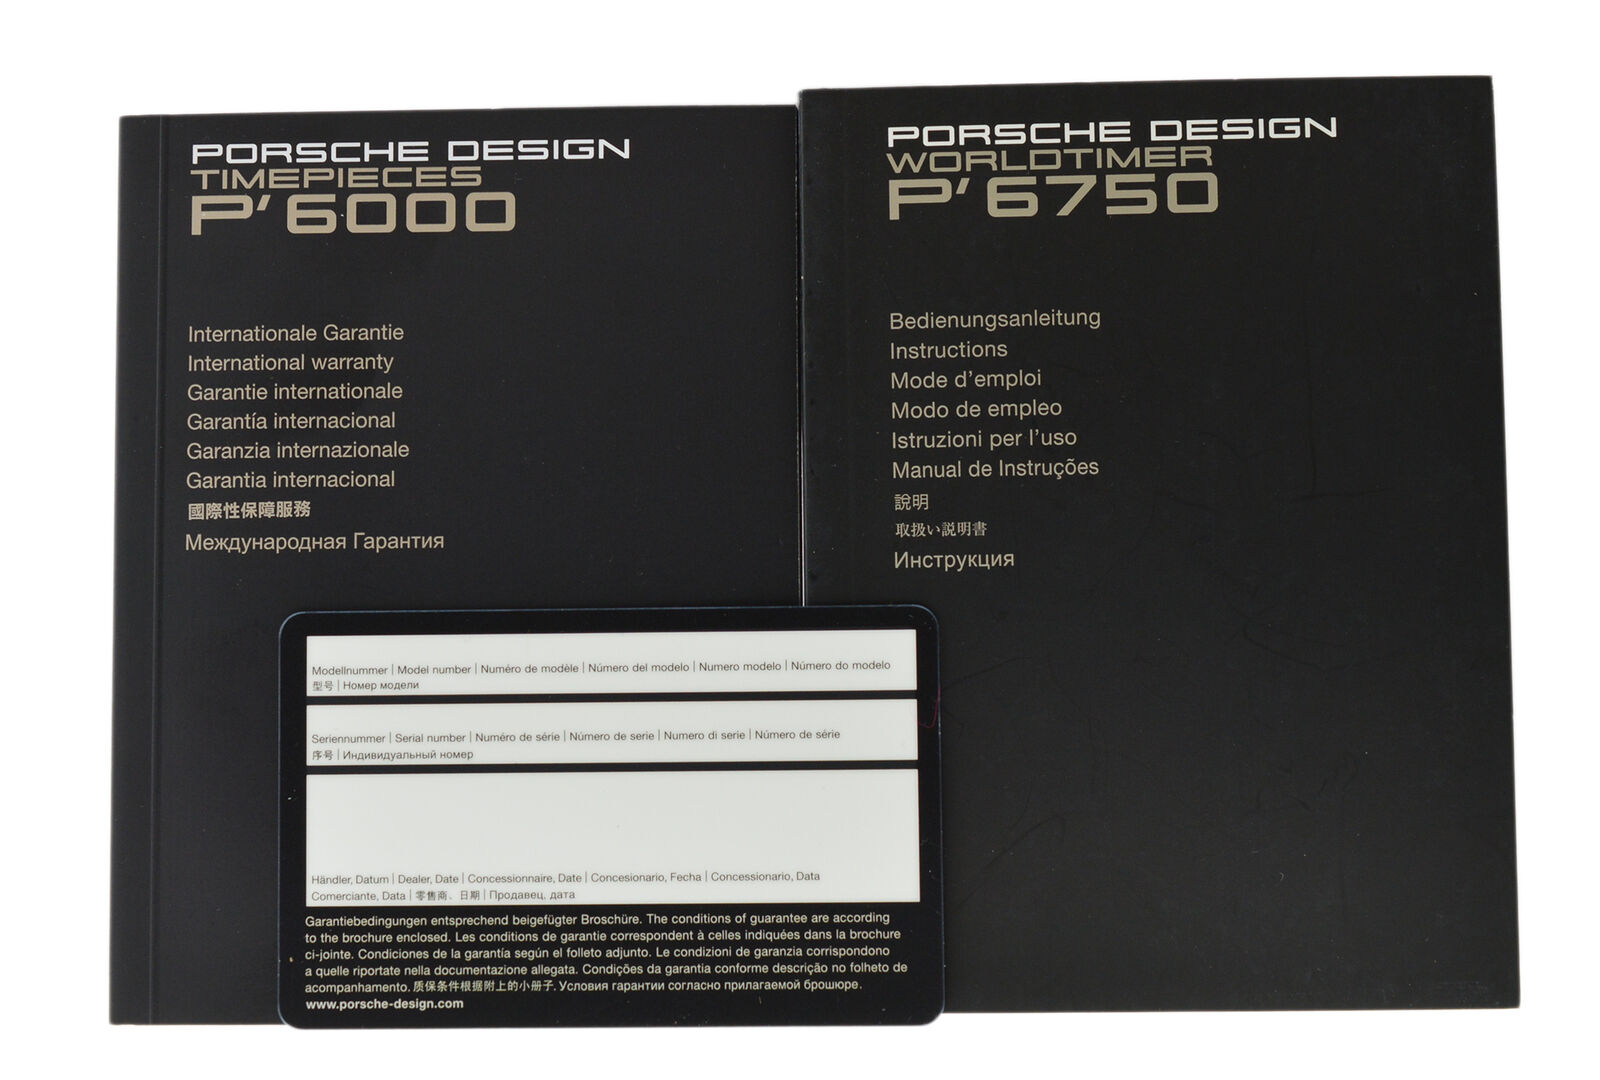 PORSCHE DESIGN
TIMEPIECES
P'6000
Internationale Garantie
International warranty
Garantie internationale
Garantía internacional
Garanzia internazionale
Garantia internacional
國際性保障服務
Международная Гарантия
PORSCHE DESIGN
WORLDTIMER
P'6750
Bedienungsanleitung
Instructions
Mode d'emploi
Modo de empleo
Istruzioni per l'uso
Manual de Instruções
說明
取扱い説明書
Инструкция
Modellnummer | Model number | Numéro de modèle | Número del modelo | Numero modelo | Número do modelo
型号 | Номер модели
Seriennummer | Serial number | Numéro de série | Número de serie | Numero di serie | Número de série
序号 | Индивидуальный номер
Händler, Datum | Dealer, Date | Concessionnaire, Date | Concesionario, Fecha | Concessionario, Data
Comerciante, Data | 零售商、日期 | Продавец, дата
Garantiebedingungen entsprechend beigefügter Broschüre. The conditions of guarantee are according
to the brochure enclosed. Les conditions de garantie correspondent à celles indiquées dans la brochure
ci-jointe. Condiciones de la garantía según el folleto adjunto. Le condizioni di garanzia corrispondono
a quelle riportate nella documentazione allegata. Condições da garantia conforme descrição no folheto de
acompanhamento. 质保条件根据附上的小册子. Условия гарантии согласно прилагаемой брошюре.
www.porsche-design.com